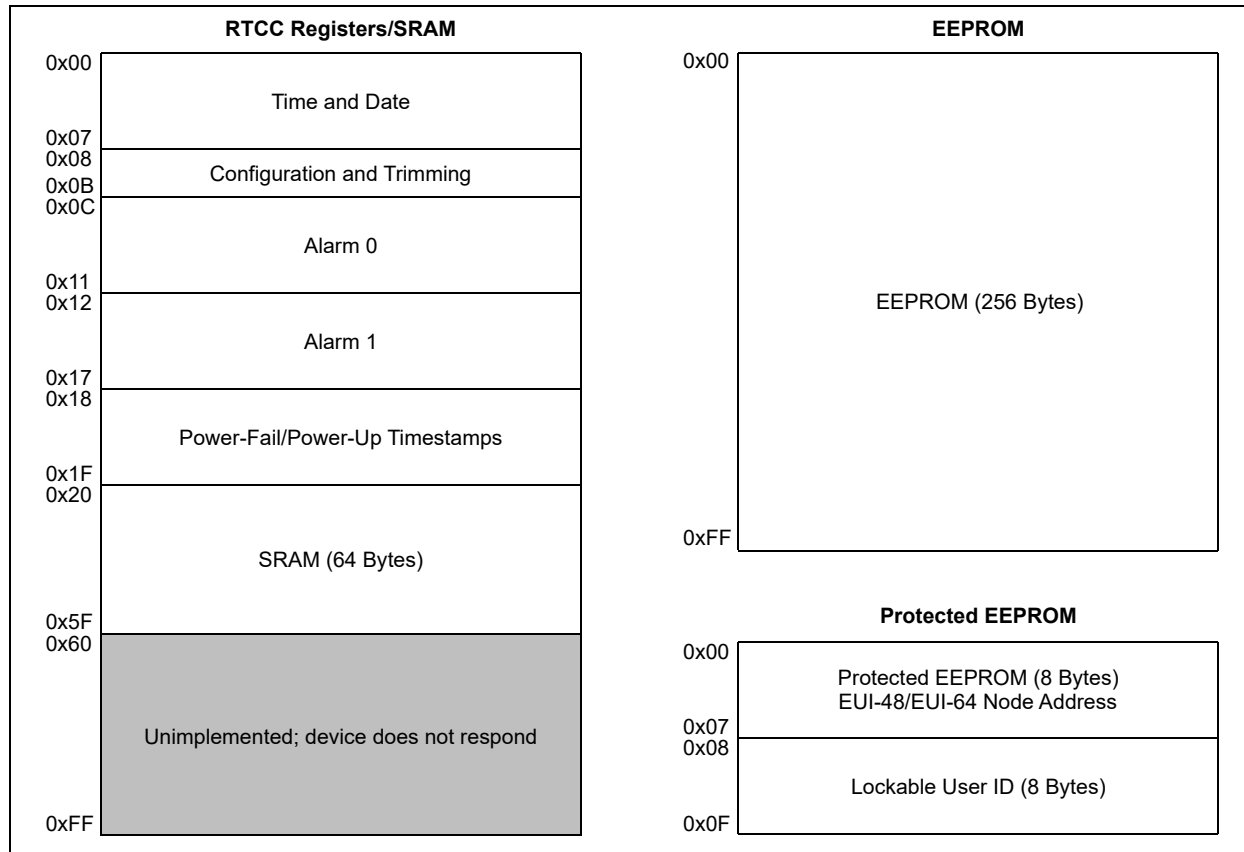 RTCC Registers/SRAM
0x00
Time and Date
0x07
0x08
Configuration and Trimming
0x0B
0x0C
Alarm 0
0x11
0x12
Alarm 1
0x17
0x18
Power-Fail/Power-Up Timestamps
0x1F
0x20
SRAM (64 Bytes)
0x5F
0x60
Unimplemented; device does not respond
0xFF
EEPROM
0x00
EEPROM (256 Bytes)
0xFF
Protected EEPROM
0x00
Protected EEPROM (8 Bytes)
EUI-48/EUI-64 Node Address
0x07
0x08
Lockable User ID (8 Bytes)
0x0F